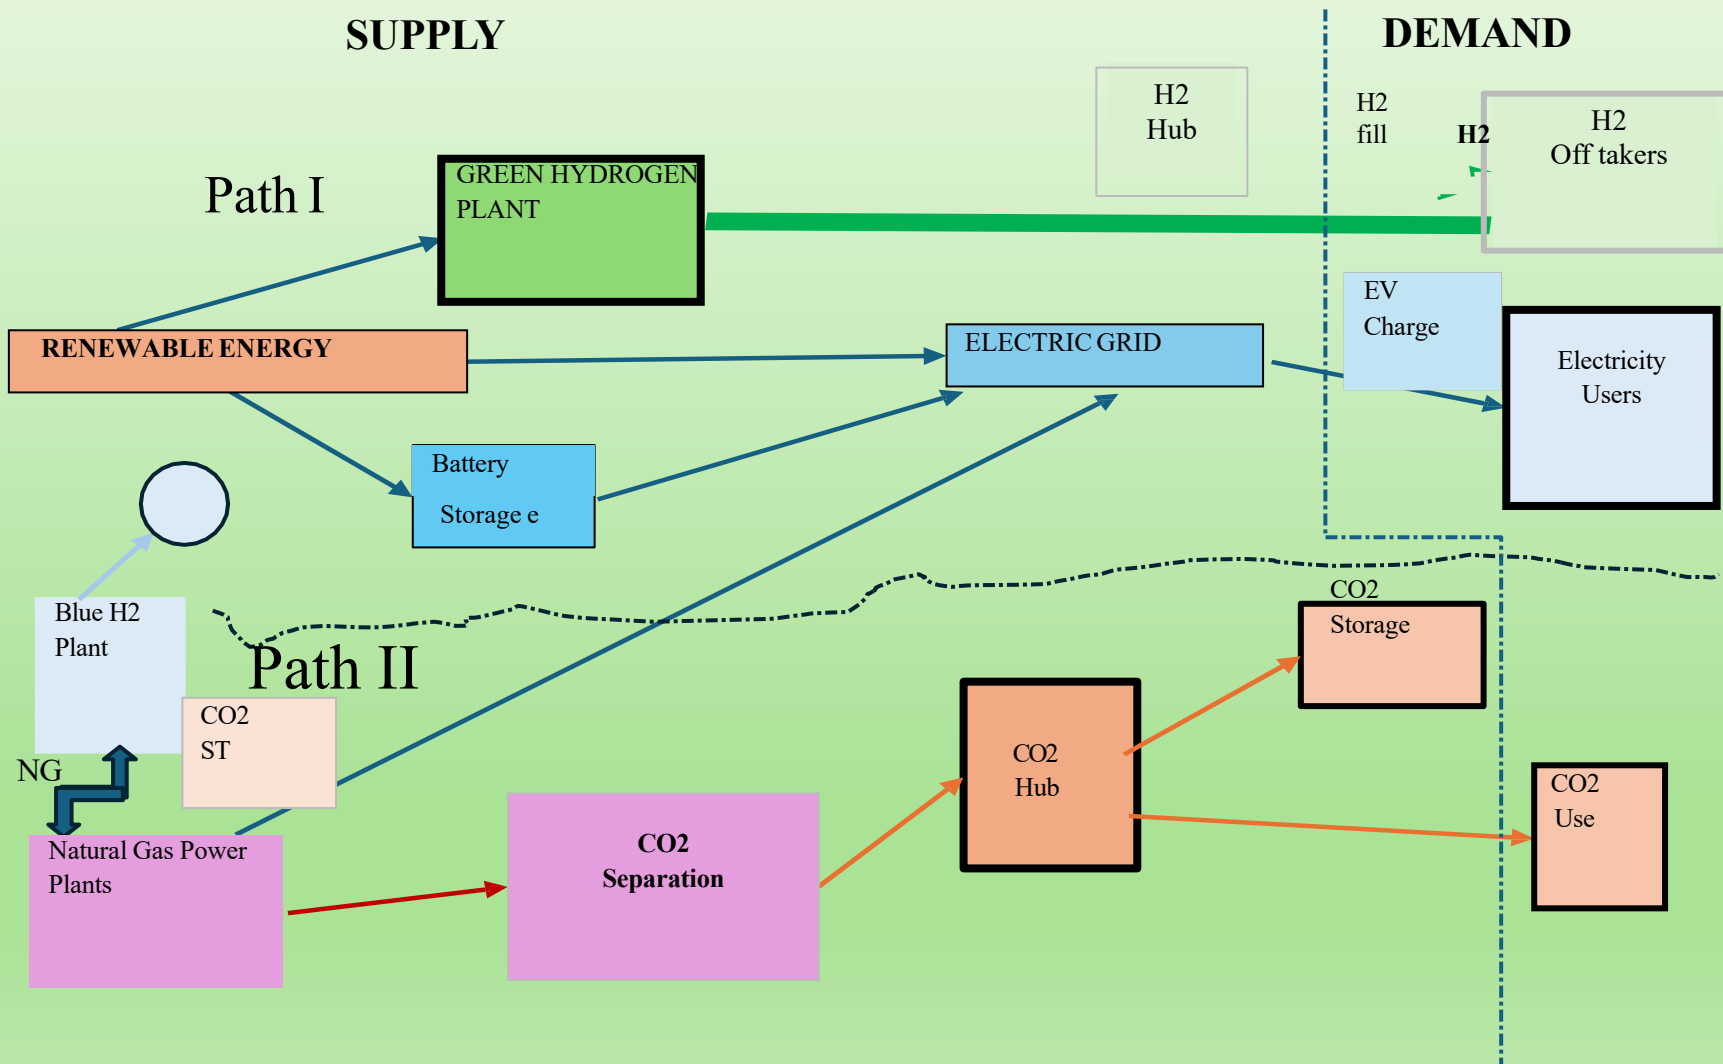 SUPPLY
DEMAND
H2
Hub
H2
fill
H2
H2
Off takers
Path I
GREEN HYDROGEN
PLANT
EV
Charge
RENEWABLE ENERGY
ELECTRIC GRID
Electricity
Users
Battery
Storage e
Blue H2
Plant
CO2
Storage
Path II
CO2
ST
NG
CO2
Hub
CO2
Use
Natural Gas Power
Plants
CO2
Separation